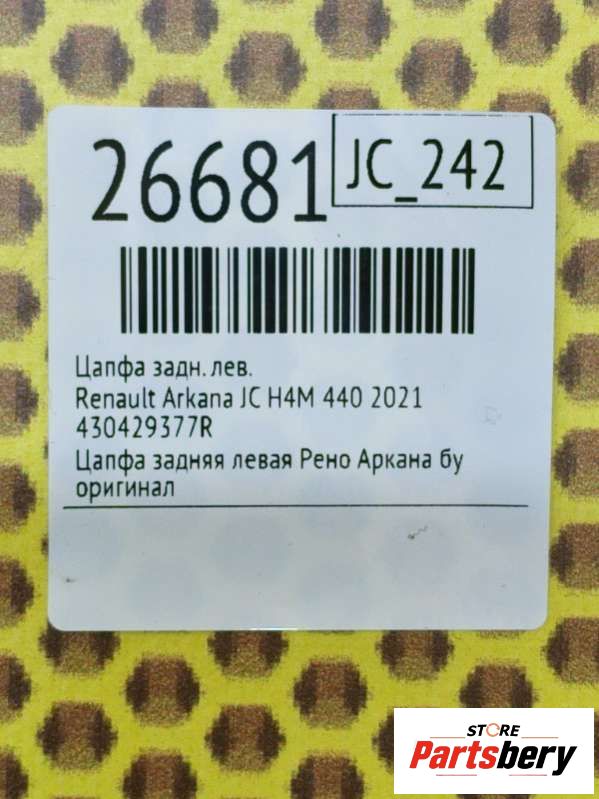 26681
JC_242
Цапфа задн. лев.
Renault Arkana JC H4M 440 2021
430429377R
Цапфа задняя левая Рено Аркана бу
оригинал
STORE
Partsbery